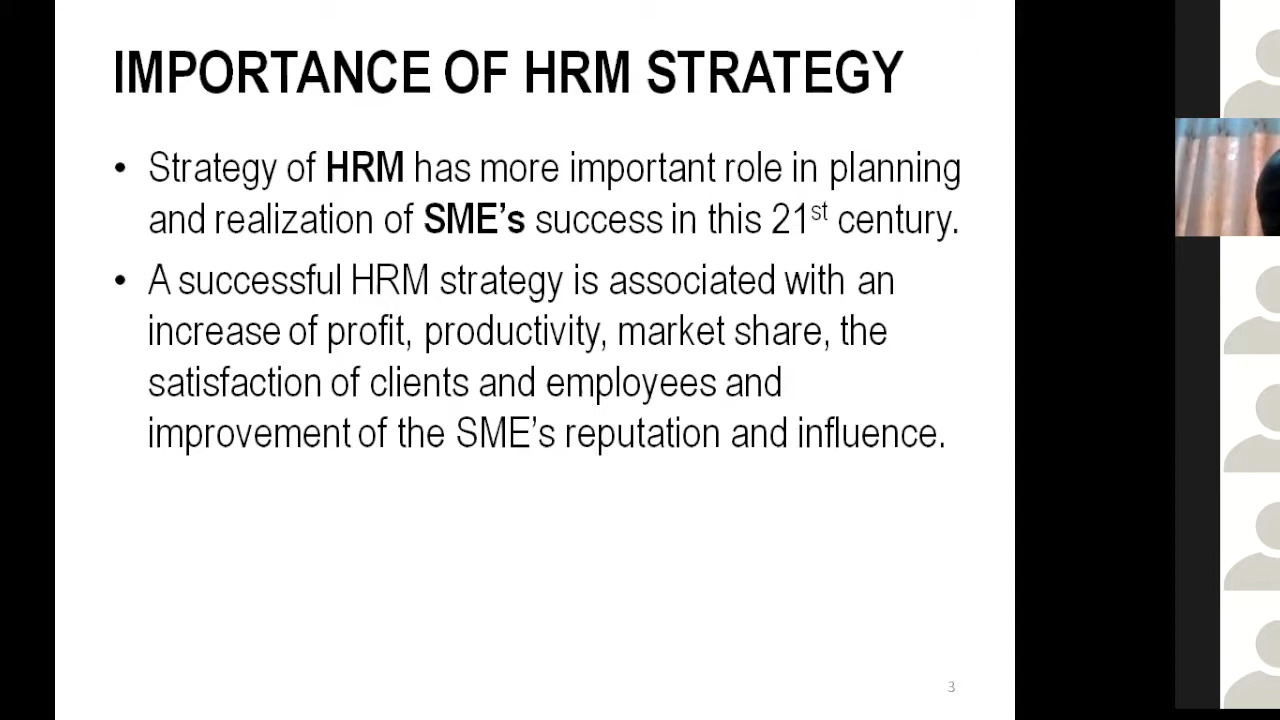 IMPORTANCE OF HRM STRATEGY
• Strategy of HRM has more important role in planning
and realization of SME’s success in this 21st century.
• A successful HRM strategy is associated with an
increase of profit, productivity, market share, the
satisfaction of clients and employees and
improvement of the SME’s reputation and influence.
3